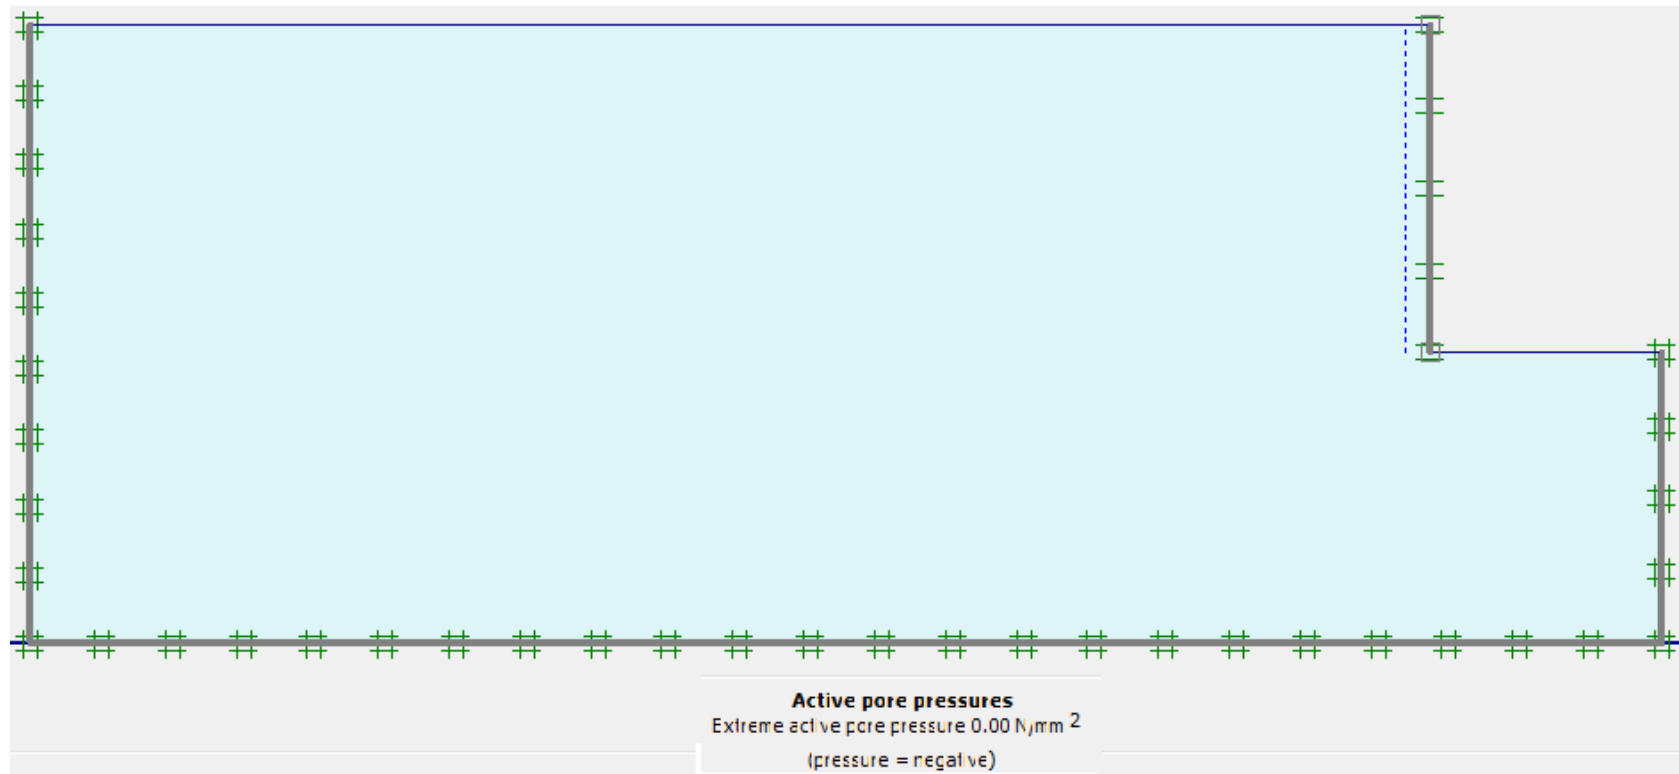 Active pore pressures
Extreme active pore pressure 0.00 N/mm 2
(pressure = negative)